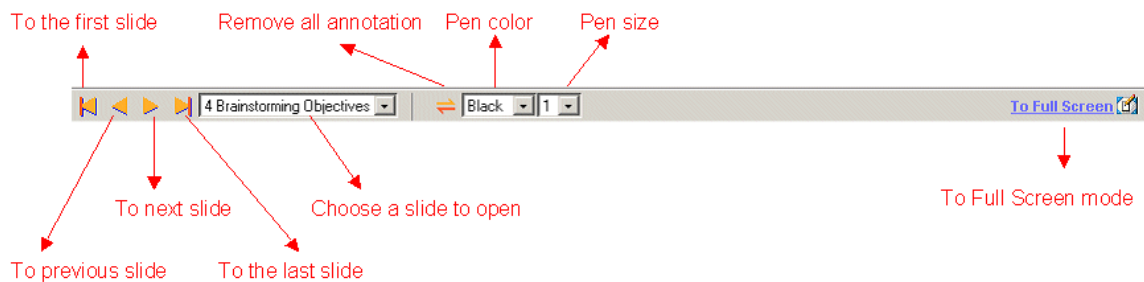 To the first slide
Remove all annotation
Pen color
Pen size
4 Brainstorming Objectives
Black
1
To Full Screen
To next slide
Choose a slide to open
To Full Screen mode
To previous slide
To the last slide